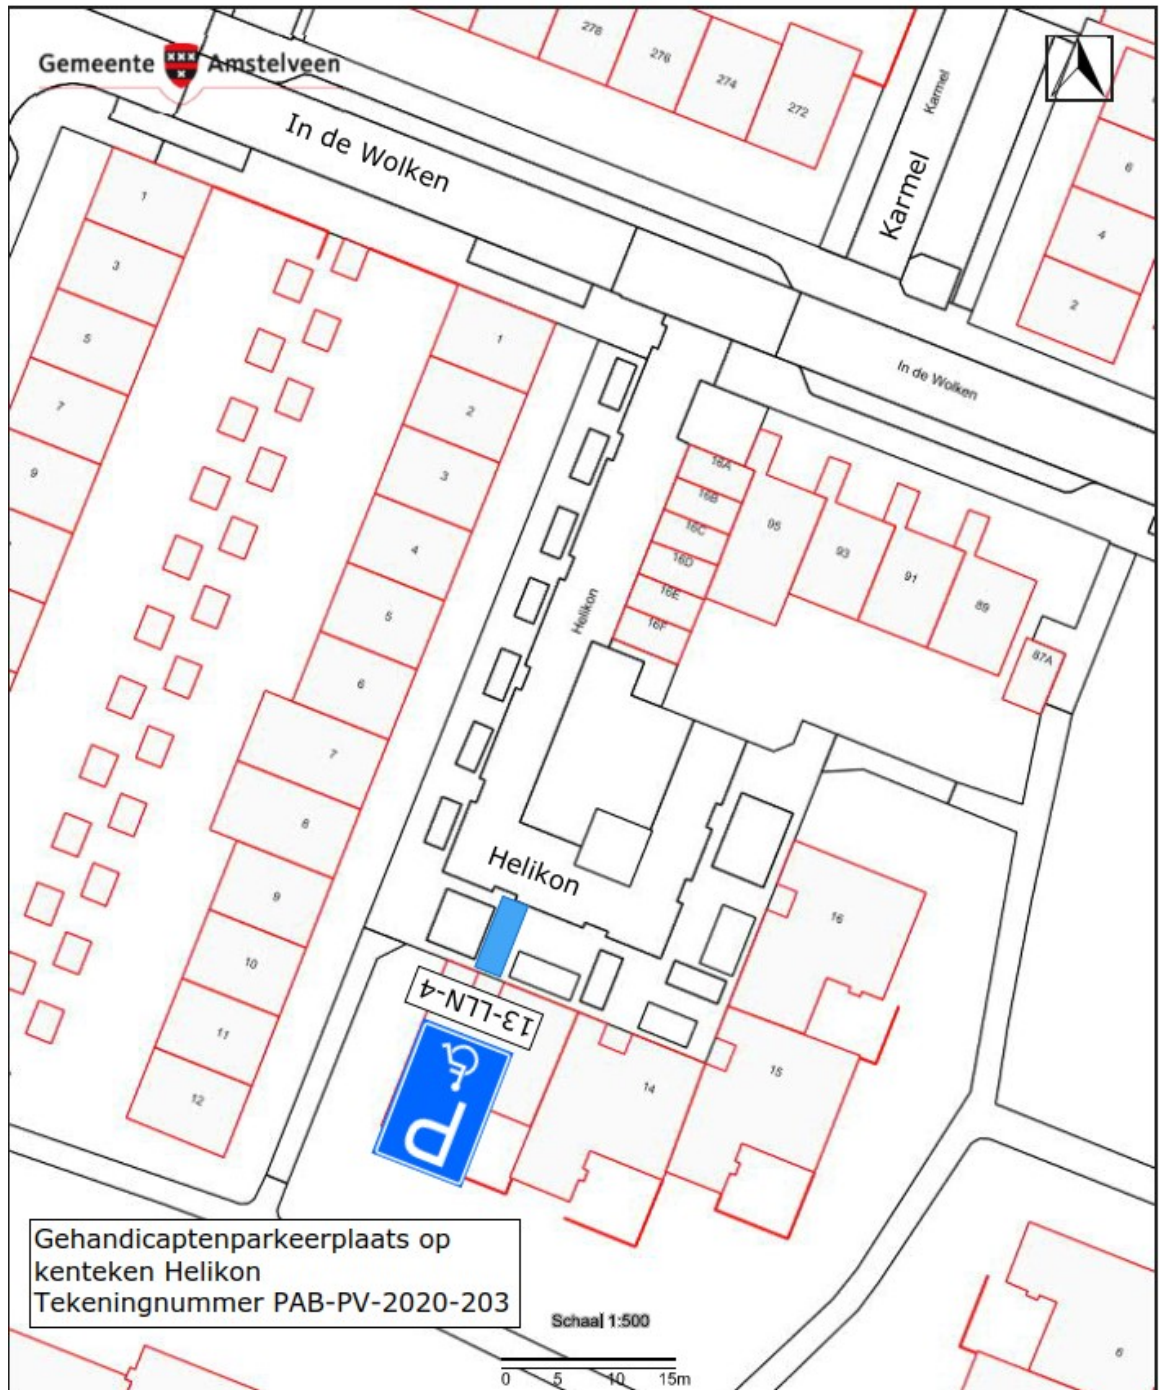 Gemeente Amstelveen
278
276
274
272
Karmel
Karmel
In de Wolken
6
4
2
1
3
5
7
9
1
2
3
4
5
6
7
8
9
10
11
12
In de Wolken
16A
16B
16C
16D
16E
16F
95
93
91
89
87A
Helikon
Helikon
16
15
14
13-LLN-4
P
Gehandicaptenparkeerplaats op
kenteken Helikon
Tekeningnummer PAB-PV-2020-203
Schaal 1:500
0 5 10 15m
6